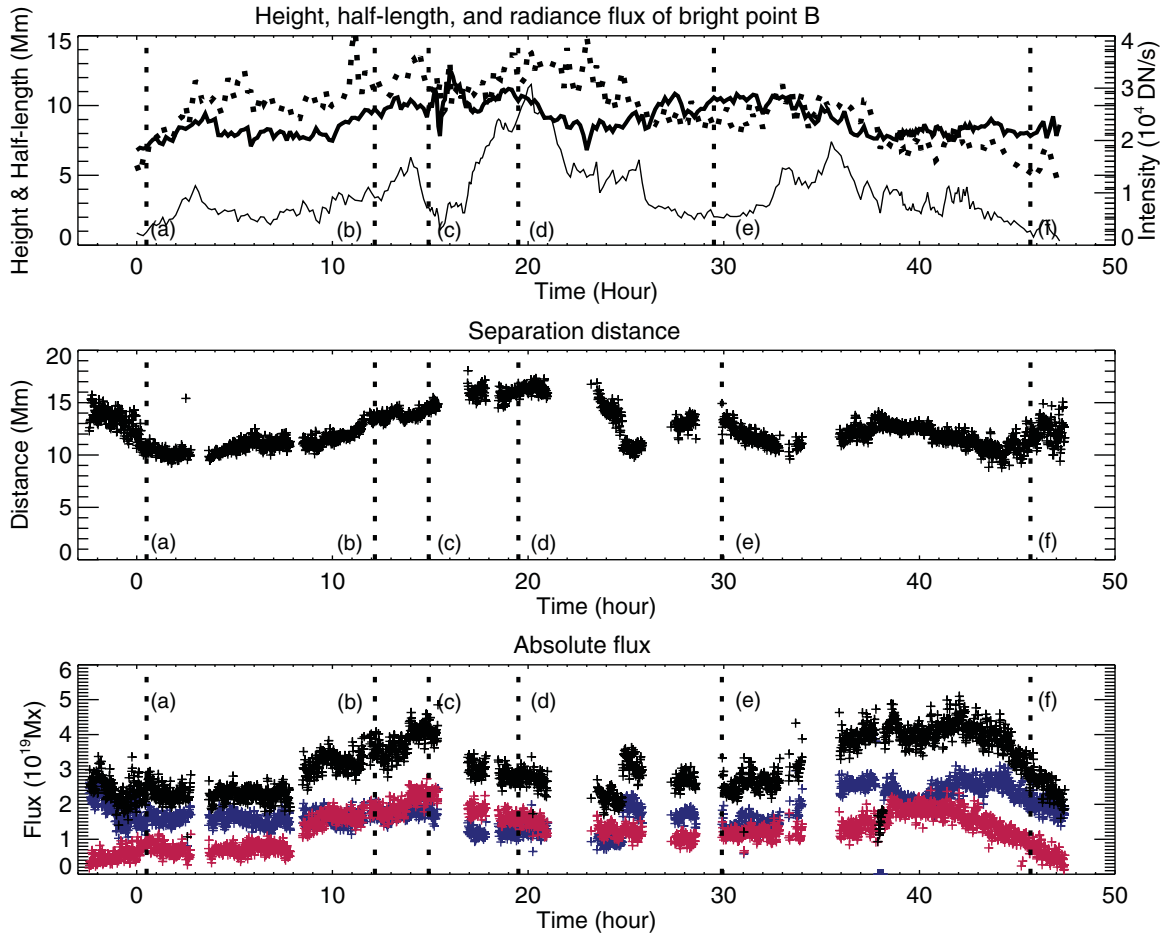 Height, half-length, and radiance flux of bright point B
Height & Half-length (Mm)
15
10
5
0
(a)
(b)
(c)
(d)
(e)
(f)
4
3
2
1
0
Intensity (10⁴ DN/s)
0
10
20
30
40
50
Time (Hour)
Separation distance
Distance (Mm)
20
15
10
5
0
(a)
(b)
(c)
(d)
(e)
(f)
0
10
20
30
40
50
Time (hour)
Absolute flux
Flux (10¹⁹Mx)
6
5
4
3
2
1
0
(a)
(b)
(c)
(d)
(e)
(f)
0
10
20
30
40
50
Time (hour)